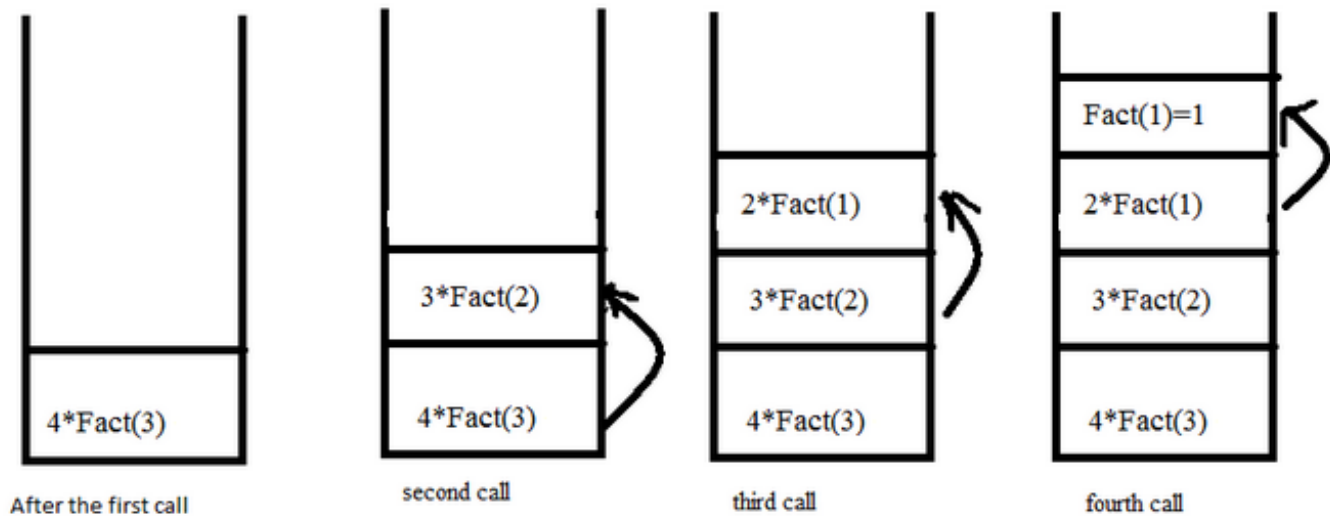 4*Fact(3)
After the first call
3*Fact(2)
4*Fact(3)
second call
2*Fact(1)
3*Fact(2)
4*Fact(3)
third call
Fact(1)=1
2*Fact(1)
3*Fact(2)
4*Fact(3)
fourth call